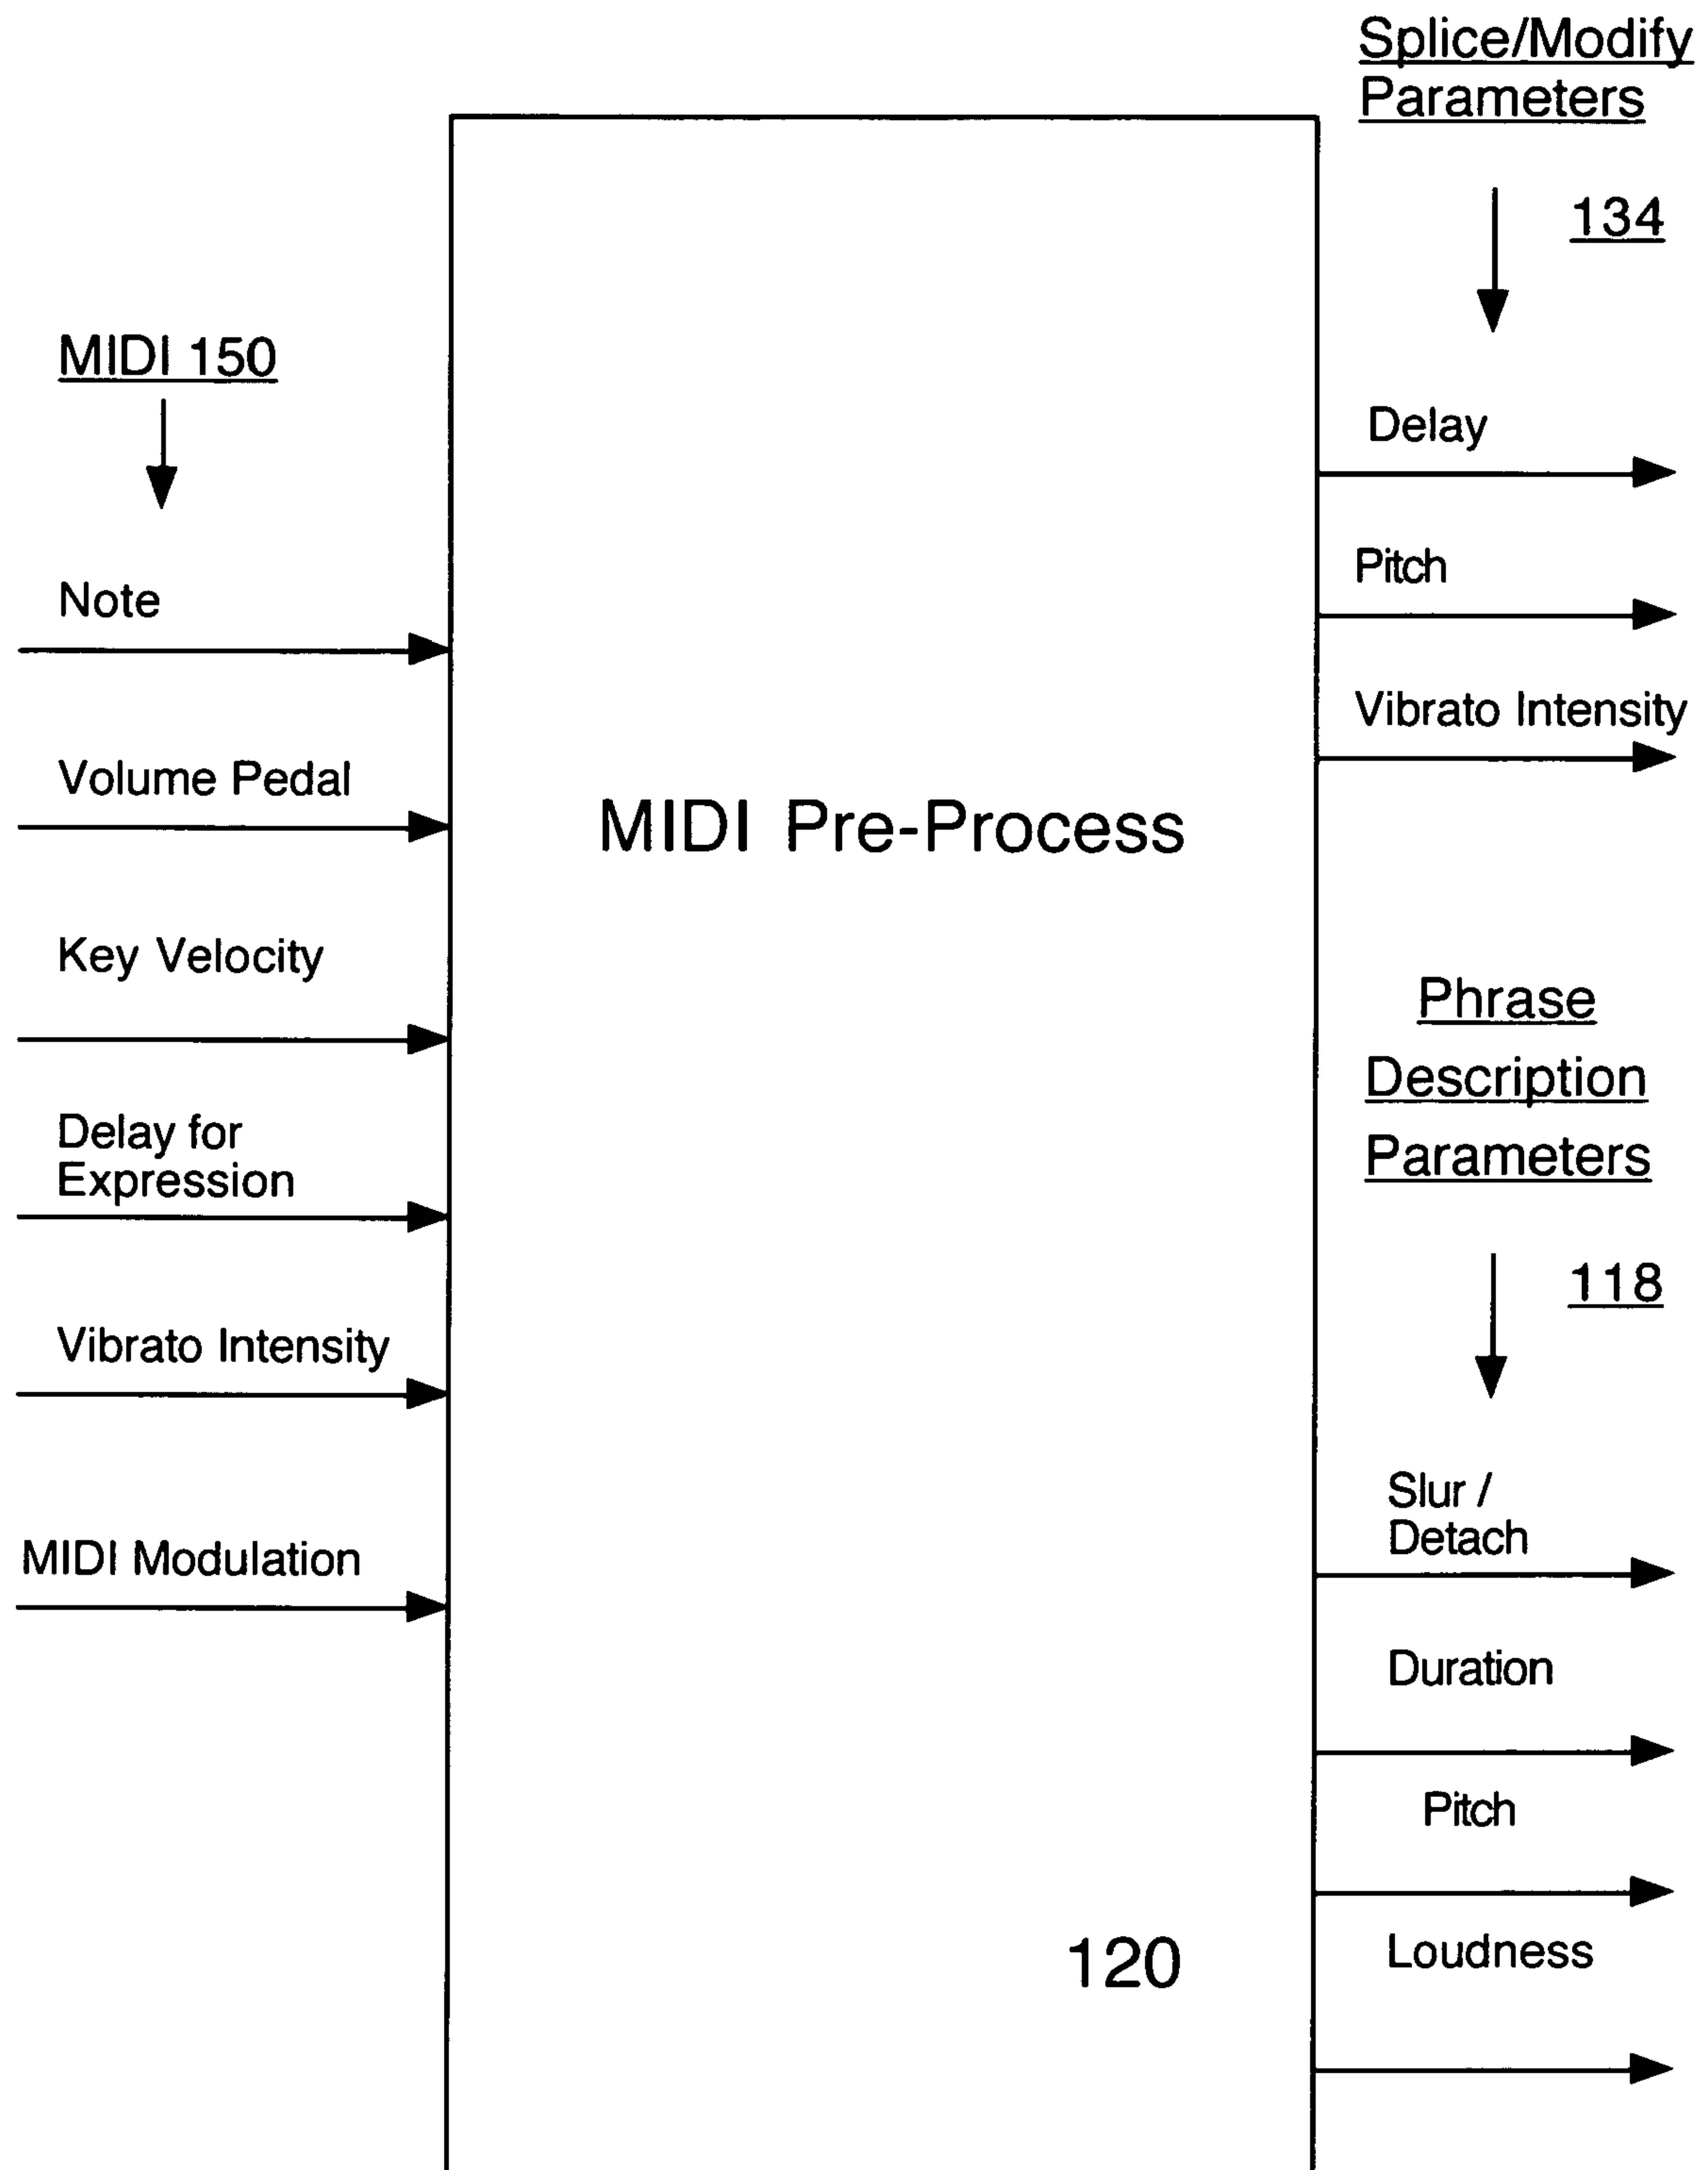 Splice/Modify
Parameters
134
MIDI 150
Delay
Pitch
Note
Vibrato Intensity
Volume Pedal
MIDI Pre-Process
Key Velocity
Phrase
Description
Parameters
Delay for
Expression
118
Vibrato Intensity
Slur /
Detach
MIDI Modulation
Duration
Pitch
120
Loudness